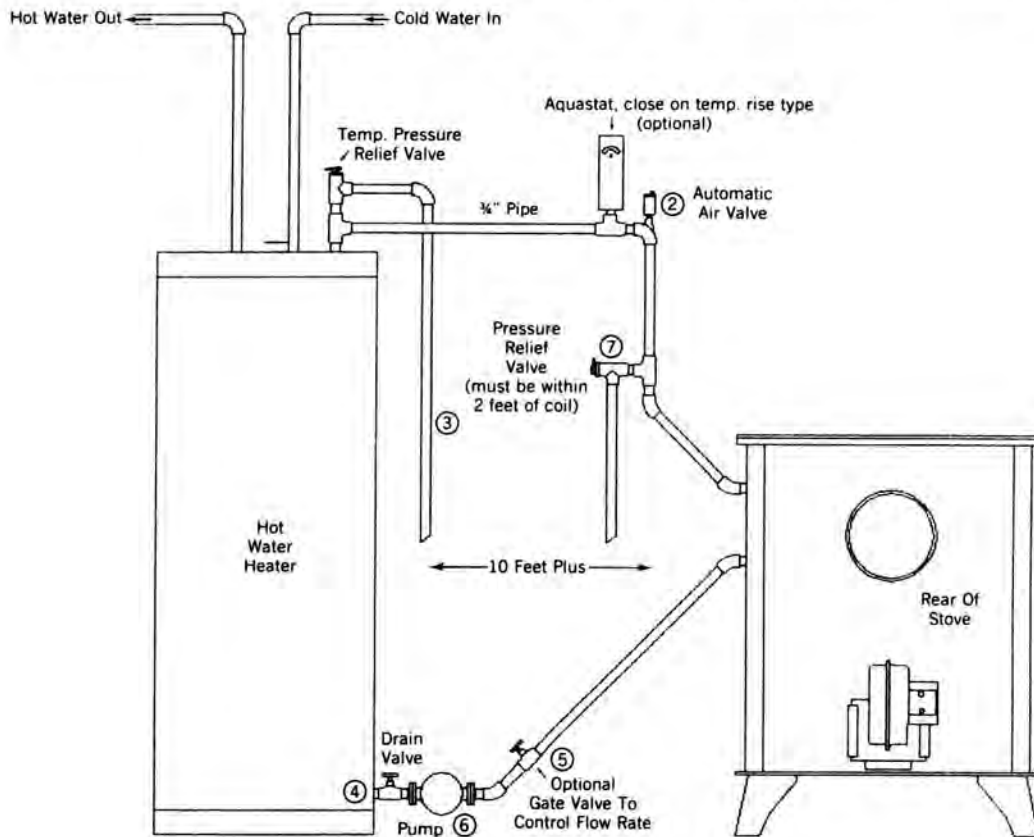 Hot Water Out
Cold Water In
Aquastat, close on temp. rise type
(optional)
Temp. Pressure
Relief Valve
② Automatic
Air Valve
¾" Pipe
Pressure
Relief
Valve
(must be within
2 feet of coil)
⑦
③
Hot
Water
Heater
10 Feet Plus
Rear Of
Stove
Drain
Valve
④
⑤
Optional
Gate Valve To
Control Flow Rate
Pump ⑥